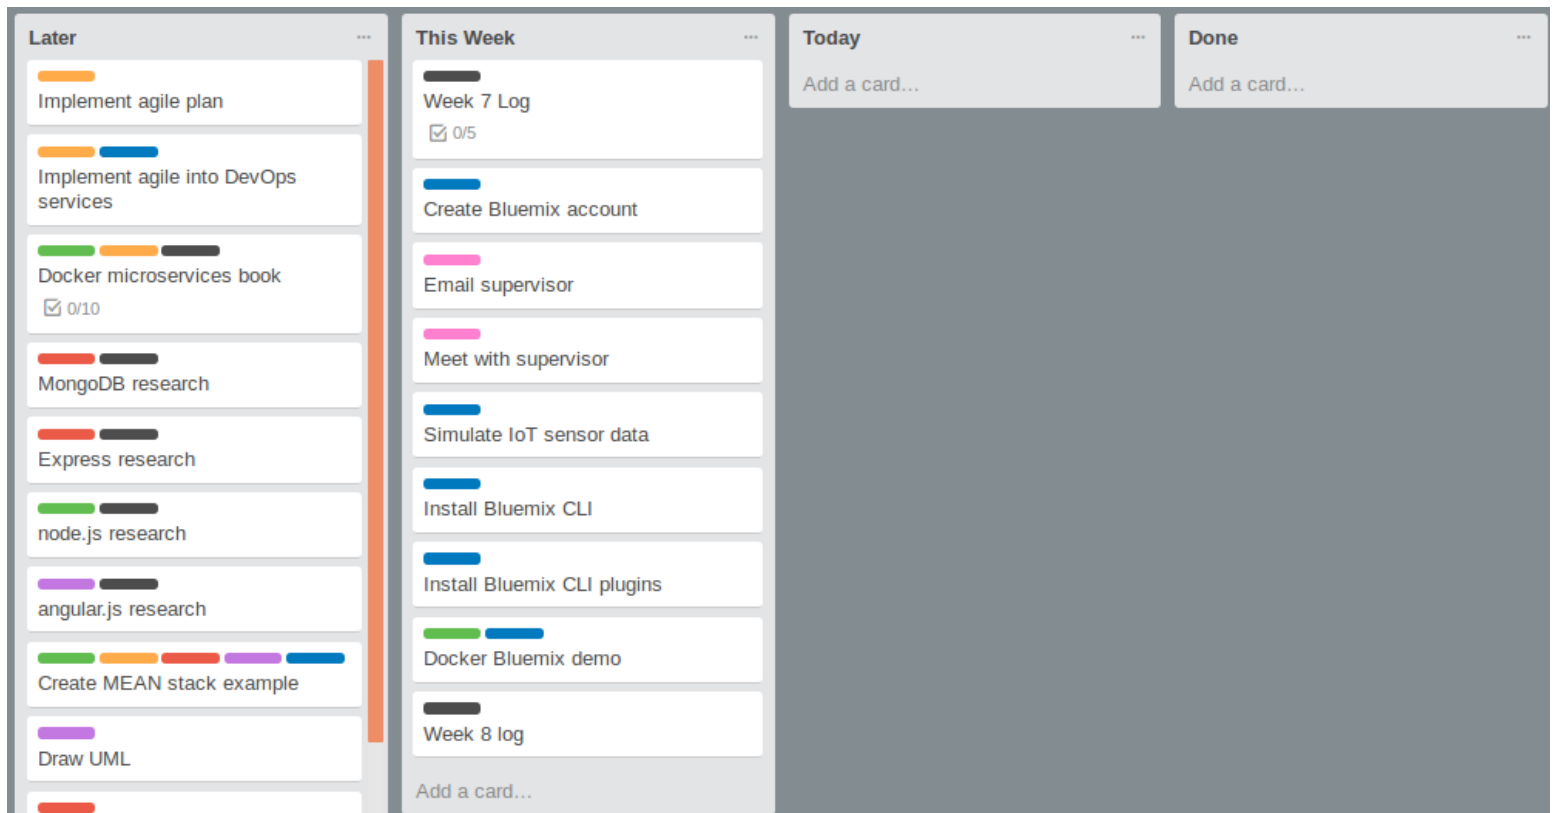 Later
Implement agile plan
Implement agile into DevOps
services
Docker microservices book
0/10
MongoDB research
Express research
node.js research
angular.js research
Create MEAN stack example
Draw UML
This Week
Week 7 Log
0/5
Create Bluemix account
Email supervisor
Meet with supervisor
Simulate IoT sensor data
Install Bluemix CLI
Install Bluemix CLI plugins
Docker Bluemix demo
Week 8 log
Add a card…
Today
Add a card…
Done
Add a card…